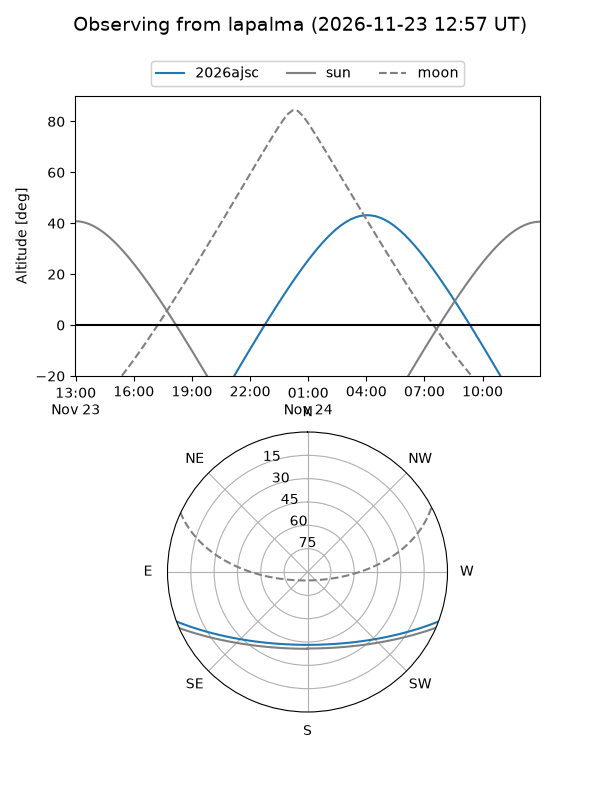 Observing from lapalma (2026-11-23 12:57 UT)
2026ajsc sun moon
Altitude [deg]
80
60
40
20
0
−20
13:00 16:00 19:00 22:00 01:00 04:00 07:00 10:00
Nov 23 Nov 24
N
NE NW
15
30
45
60
75
E W
SE SW
S